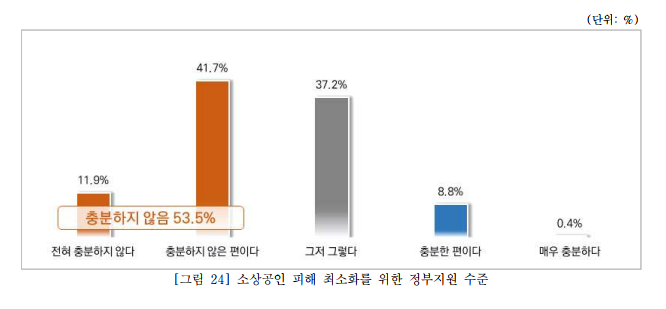 (단위: %)
41.7%
37.2%
11.9%
8.8%
0.4%
충분하지 않음 53.5%
전혀 충분하지 않다 충분하지 않은 편이다 그저 그렇다 충분한 편이다 매우 충분하다
[그림 24] 소상공인 피해 최소화를 위한 정부지원 수준